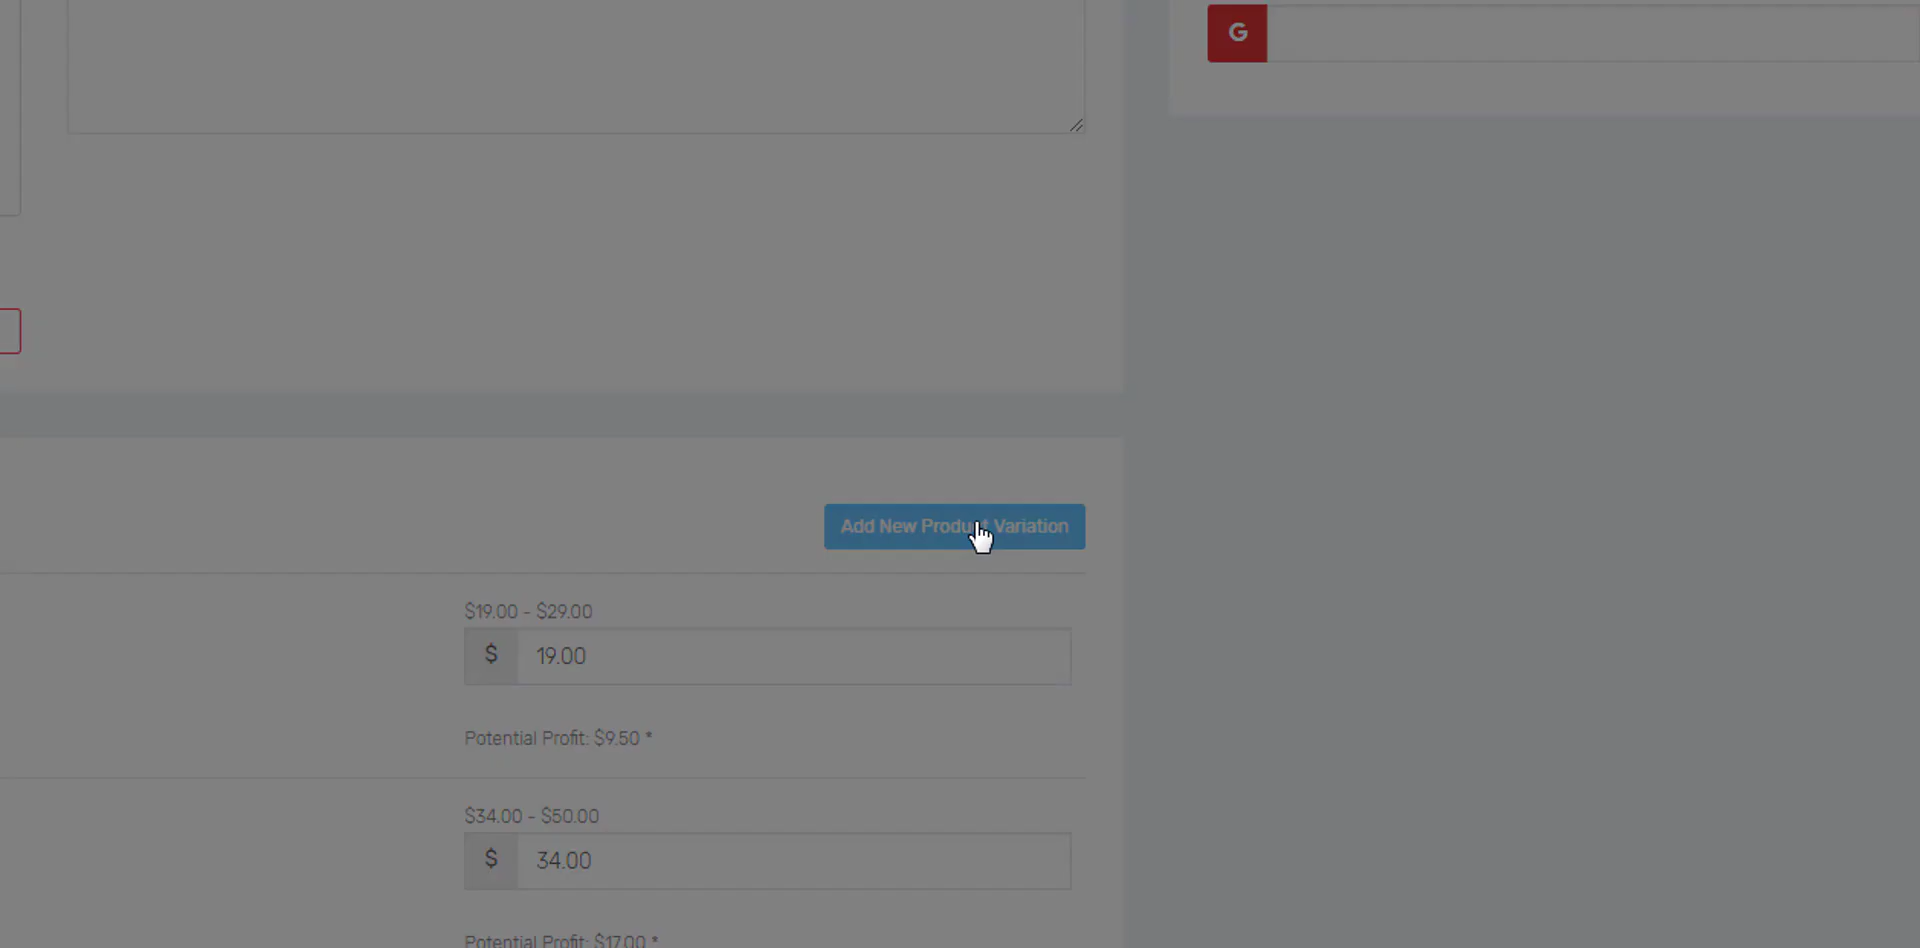 G
Add New Product Variation
$19.00 - $29.00
$ 19.00
Potential Profit: $9.50 *
$34.00 - $50.00
$ 34.00
Potential Profit: $17.00 *